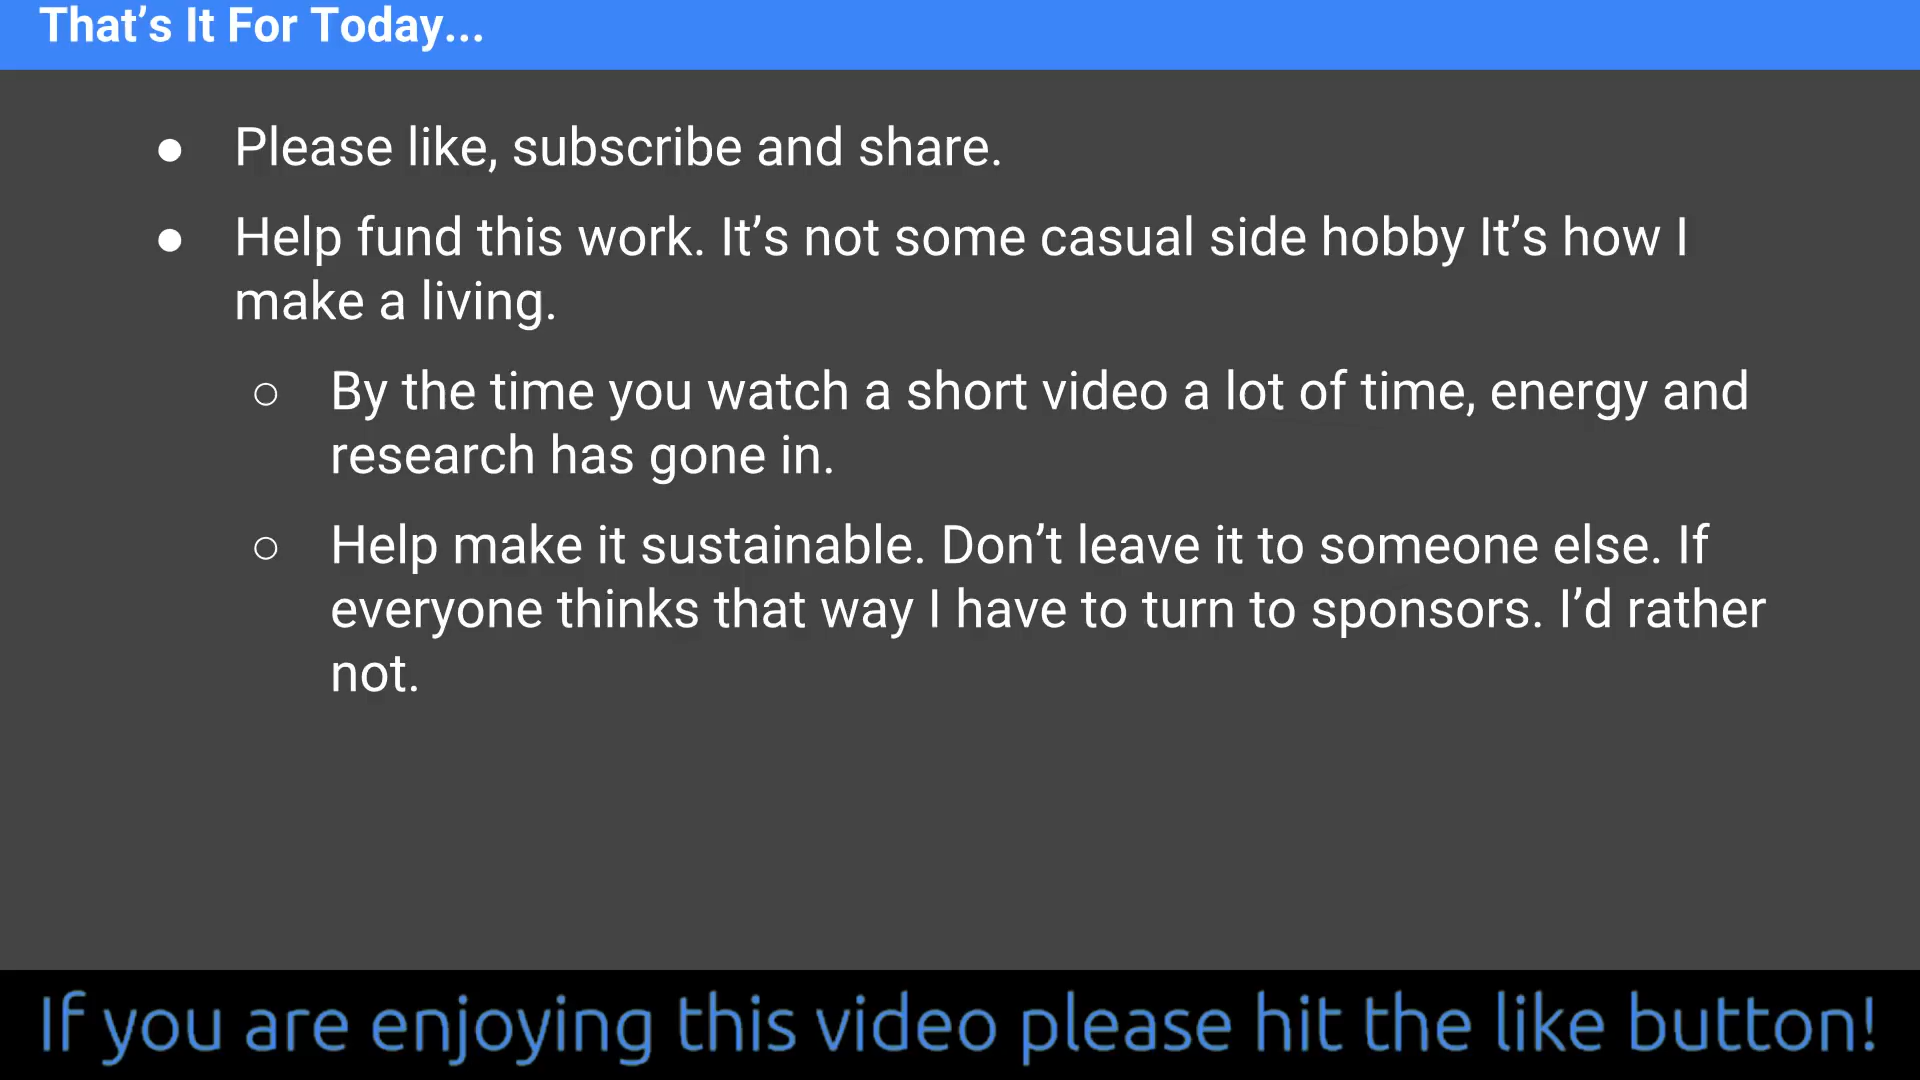 That’s It For Today...
● Please like, subscribe and share.
● Help fund this work. It’s not some casual side hobby It’s how I
make a living.
○ By the time you watch a short video a lot of time, energy and
research has gone in.
○ Help make it sustainable. Don’t leave it to someone else. If
everyone thinks that way I have to turn to sponsors. I’d rather
not.
If you are enjoying this video please hit the like button!